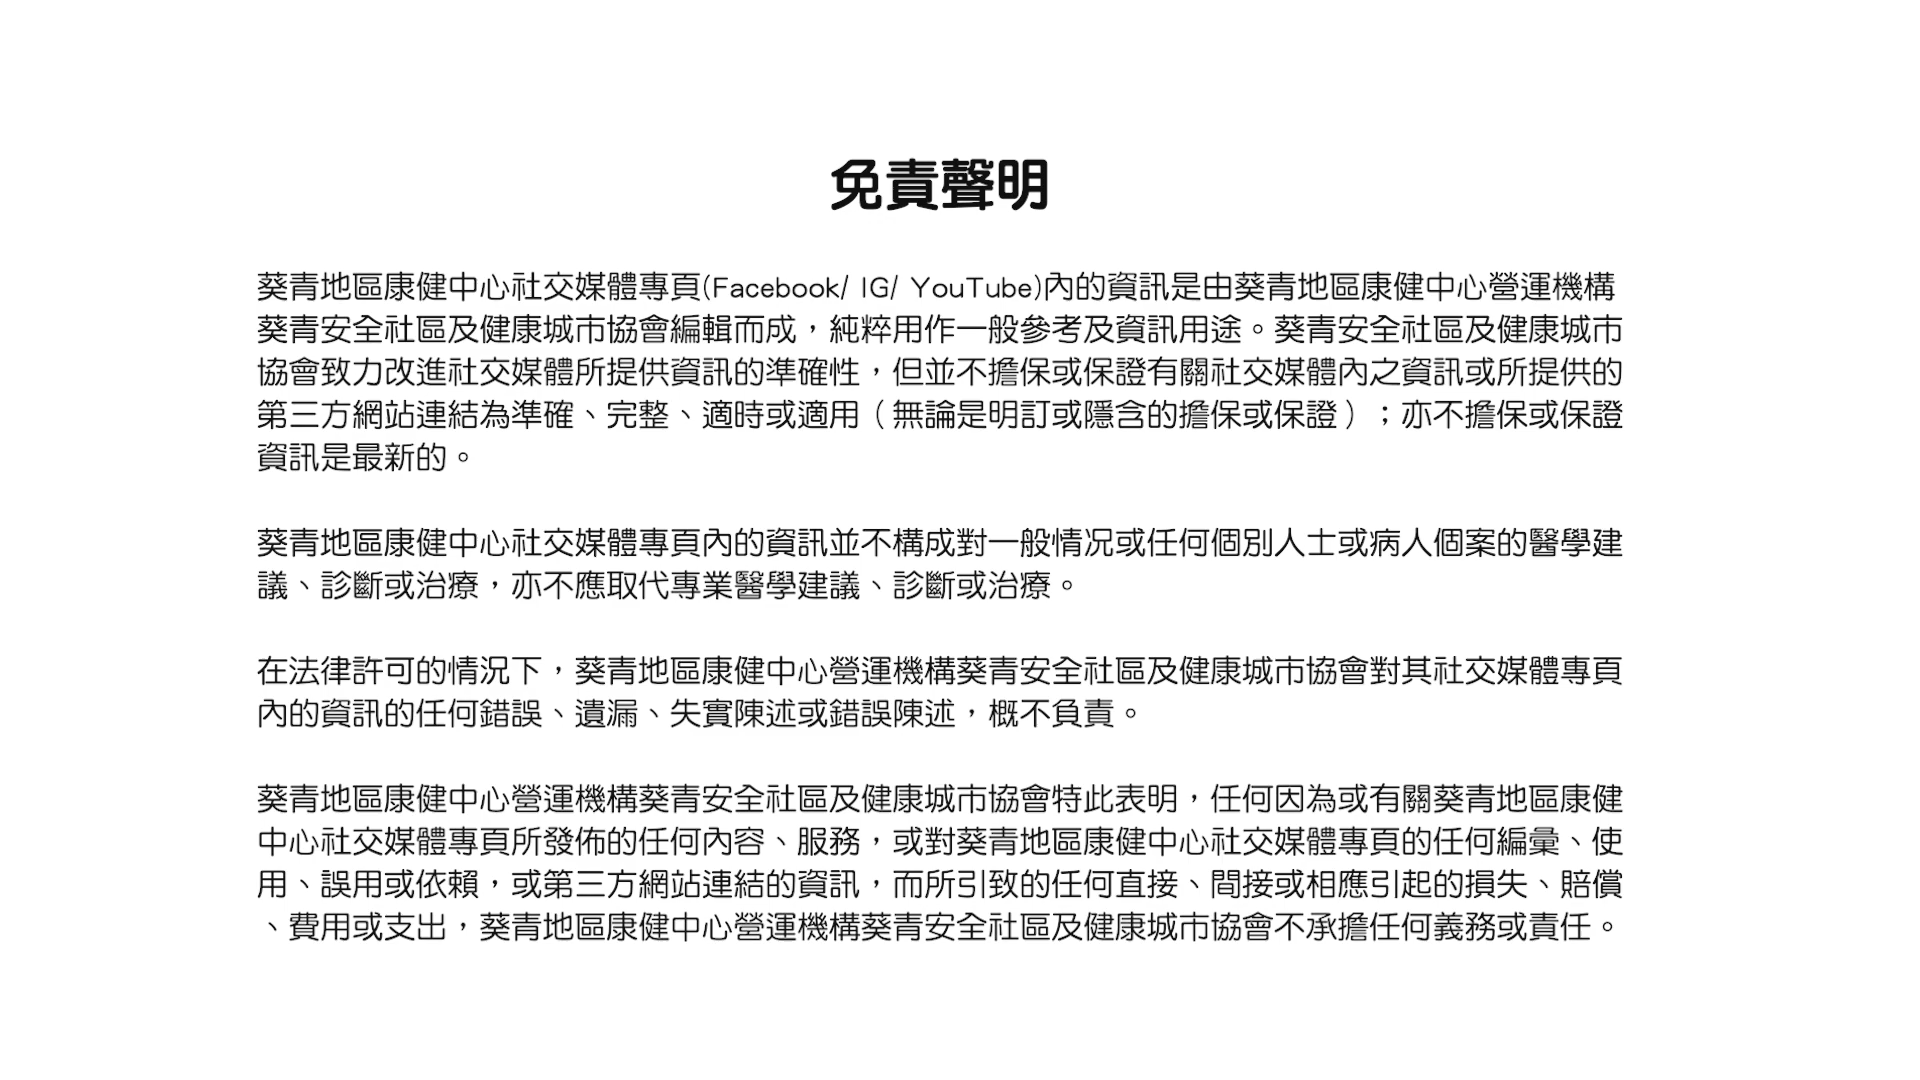 免責聲明
葵青地區康健中心社交媒體專頁(Facebook/ IG/ YouTube)內的資訊是由葵青地區康健中心營運機構
葵青安全社區及健康城市協會編輯而成，純粹用作一般參考及資訊用途。葵青安全社區及健康城市
協會致力改進社交媒體所提供資訊的準確性，但並不擔保或保證有關社交媒體內之資訊或所提供的
第三方網站連結為準確、完整、適時或適用（無論是明訂或隱含的擔保或保證）；亦不擔保或保證
資訊是最新的。
葵青地區康健中心社交媒體專頁內的資訊並不構成對一般情況或任何個別人士或病人個案的醫學建
議、診斷或治療，亦不應取代專業醫學建議、診斷或治療。
在法律許可的情況下，葵青地區康健中心營運機構葵青安全社區及健康城市協會對其社交媒體專頁
內的資訊的任何錯誤、遺漏、失實陳述或錯誤陳述，概不負責。
葵青地區康健中心營運機構葵青安全社區及健康城市協會特此表明，任何因為或有關葵青地區康健
中心社交媒體專頁所發佈的任何內容、服務，或對葵青地區康健中心社交媒體專頁的任何編彙、使
用、誤用或依賴，或第三方網站連結的資訊，而所引致的任何直接、間接或相應引起的損失、賠償
、費用或支出，葵青地區康健中心營運機構葵青安全社區及健康城市協會不承擔任何義務或責任。